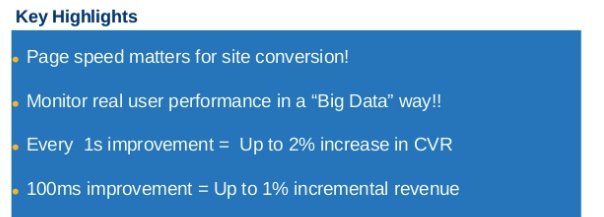 Key Highlights
Page speed matters for site conversion!
Monitor real user performance in a “Big Data” way!!
Every  1s improvement =  Up to 2% increase in CVR
100ms improvement = Up to 1% incremental revenue